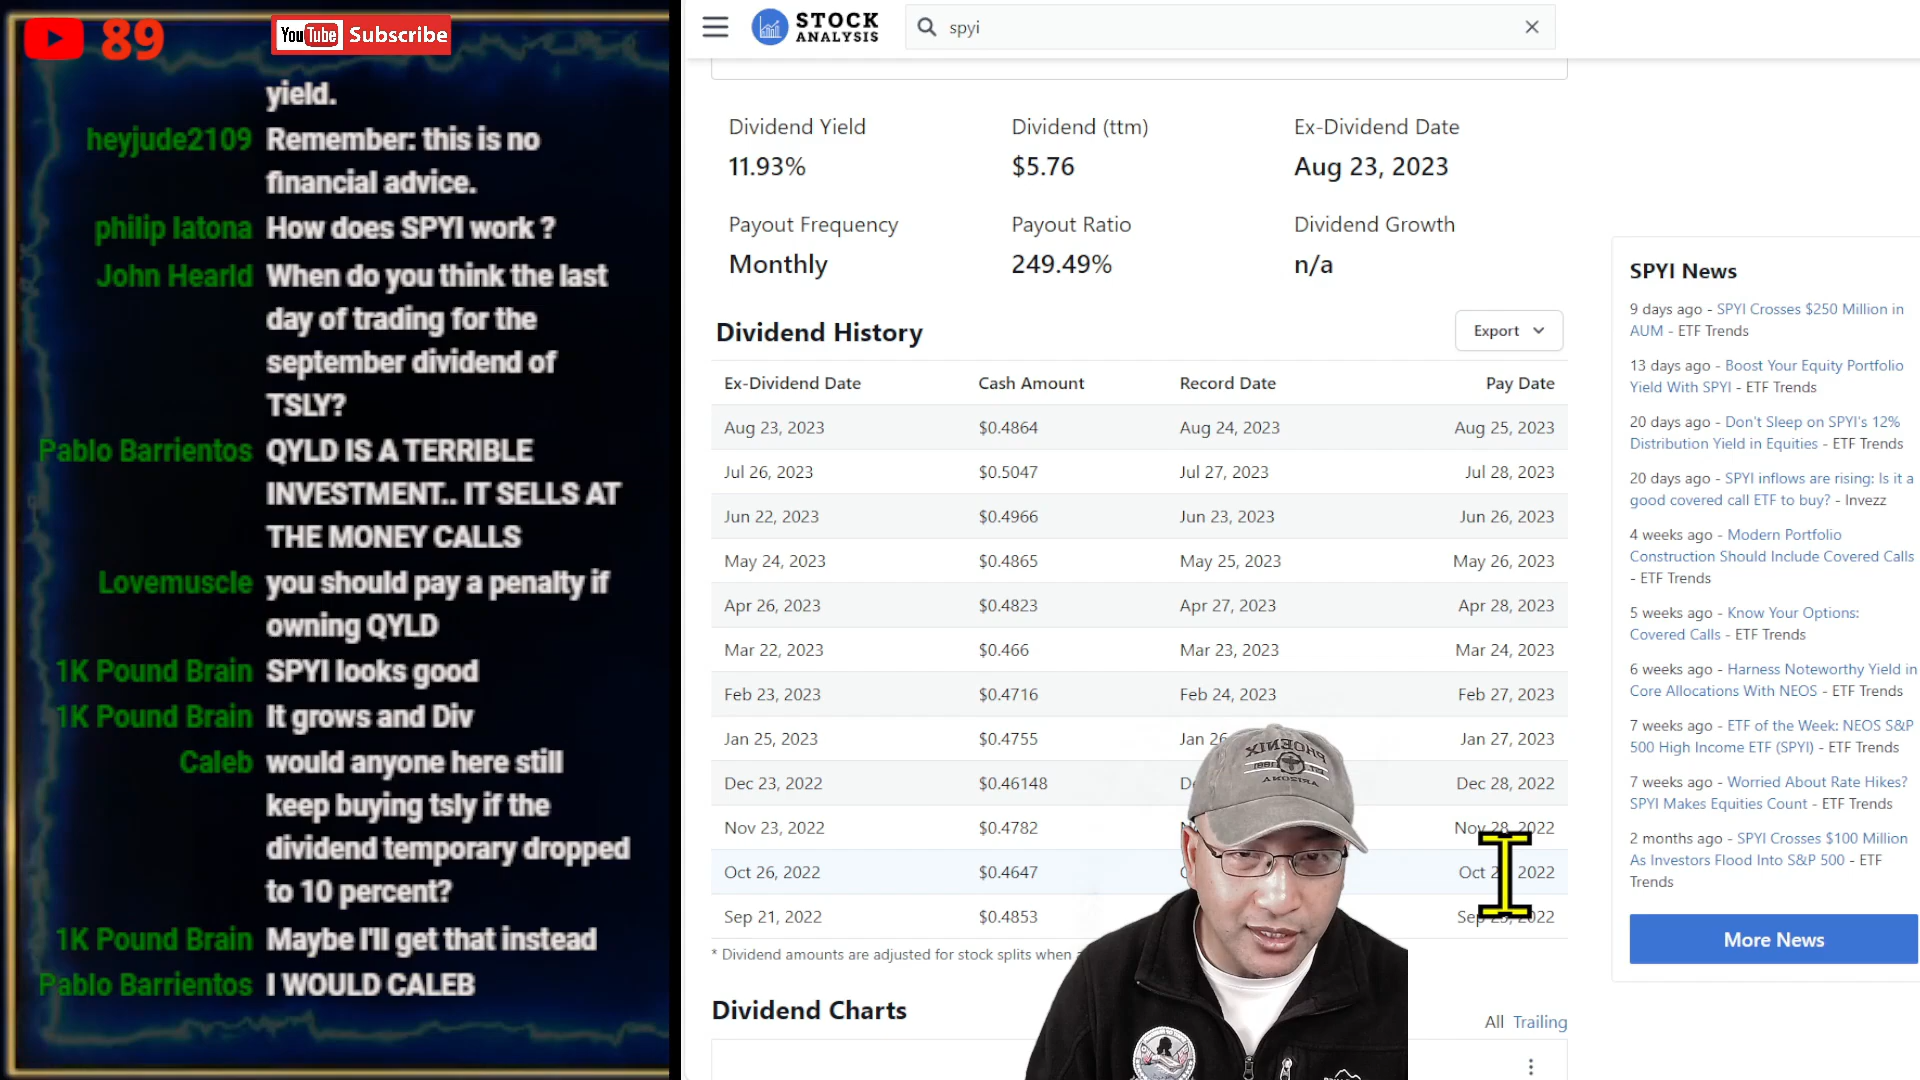 89
YouTube Subscribe
yield.
heyjude2109 Remember: this is no
financial advice.
philip latona How does SPYI work ?
John Hearld When do you think the last
day of trading for the
september dividend of
TSLY?
Pablo Barrientos QYLD IS A TERRIBLE
INVESTMENT.. IT SELLS AT
THE MONEY CALLS
Lovemuscle you should pay a penalty if
owning QYLD
1K Pound Brain SPYI looks good
1K Pound Brain It grows and Div
Caleb would anyone here still
keep buying tsly if the
dividend temporary dropped
to 10 percent?
1K Pound Brain Maybe I'll get that instead
Pablo Barrientos I WOULD CALEB
STOCK
ANALYSIS
spyi
Dividend Yield Dividend (ttm) Ex-Dividend Date
11.93% $5.76 Aug 23, 2023
Payout Frequency Payout Ratio Dividend Growth
Monthly 249.49% n/a
Dividend History
Export
Ex-Dividend Date Cash Amount Record Date Pay Date
Aug 23, 2023 $0.4864 Aug 24, 2023 Aug 25, 2023
Jul 26, 2023 $0.5047 Jul 27, 2023 Jul 28, 2023
Jun 22, 2023 $0.4966 Jun 23, 2023 Jun 26, 2023
May 24, 2023 $0.4865 May 25, 2023 May 26, 2023
Apr 26, 2023 $0.4823 Apr 27, 2023 Apr 28, 2023
Mar 22, 2023 $0.466 Mar 23, 2023 Mar 24, 2023
Feb 23, 2023 $0.4716 Feb 24, 2023 Feb 27, 2023
Jan 25, 2023 $0.4755 Jan 26 Jan 27, 2023
Dec 23, 2022 $0.46148 Dec 28, 2022
Nov 23, 2022 $0.4782 Nov 28, 2022
Oct 26, 2022 $0.4647 Oct 2022
Sep 21, 2022 $0.4853 Sep 2022
* Dividend amounts are adjusted for stock splits when
Dividend Charts
All Trailing
PHOENIX
ARIZONA
SPYI News
9 days ago - SPYI Crosses $250 Million in
AUM - ETF Trends
13 days ago - Boost Your Equity Portfolio
Yield With SPYI - ETF Trends
20 days ago - Don't Sleep on SPYI's 12%
Distribution Yield in Equities - ETF Trends
20 days ago - SPYI inflows are rising: Is it a
good covered call ETF to buy? - Invezz
4 weeks ago - Modern Portfolio
Construction Should Include Covered Calls
- ETF Trends
5 weeks ago - Know Your Options:
Covered Calls - ETF Trends
6 weeks ago - Harness Noteworthy Yield in
Core Allocations With NEOS - ETF Trends
7 weeks ago - ETF of the Week: NEOS S&P
500 High Income ETF (SPYI) - ETF Trends
7 weeks ago - Worried About Rate Hikes?
SPYI Makes Equities Count - ETF Trends
2 months ago - SPYI Crosses $100 Million
As Investors Flood Into S&P 500 - ETF
Trends
More News